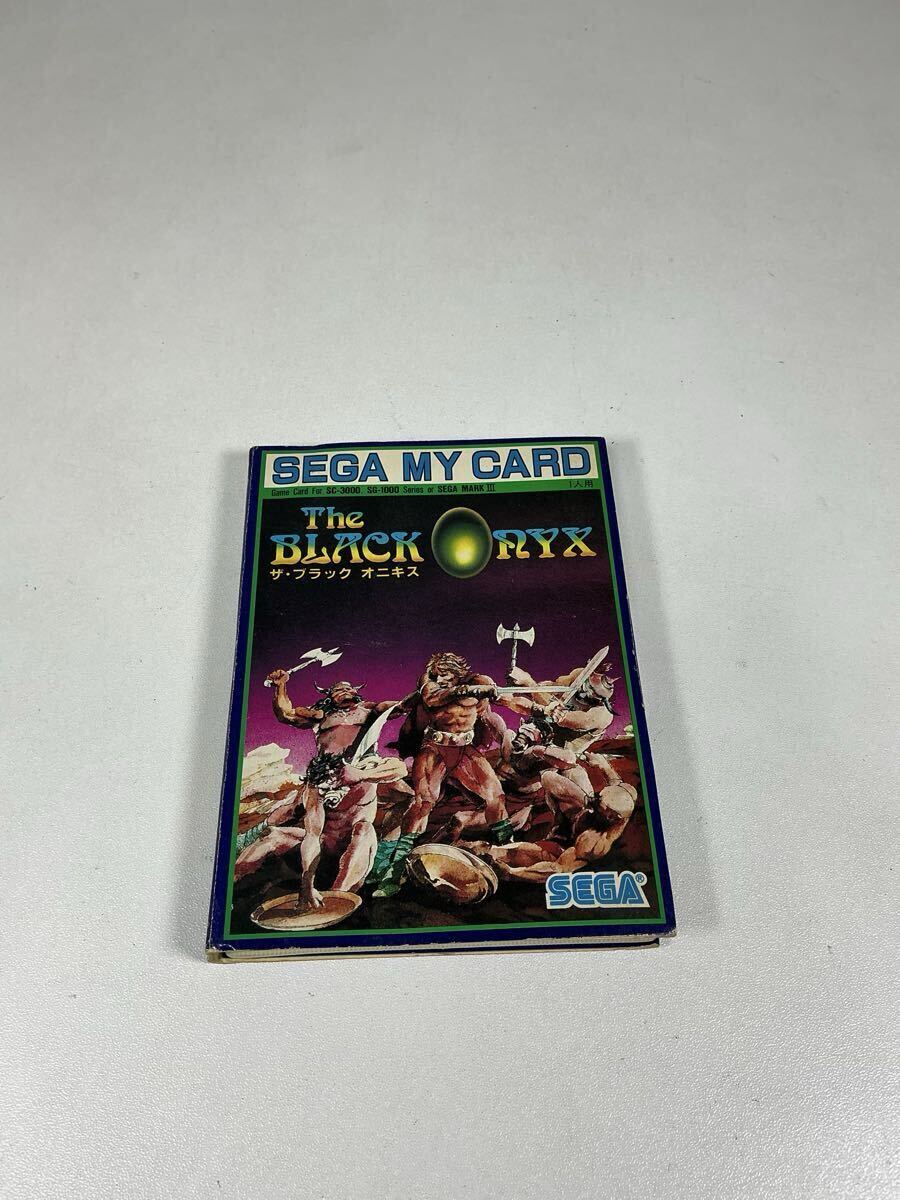 SEGA MY CARD
Game Card For SC-3000, SG-1000 Series or SEGA MARK III
1人用
The
BLACK ONYX
ザ・ブラック オニキス
SEGA®